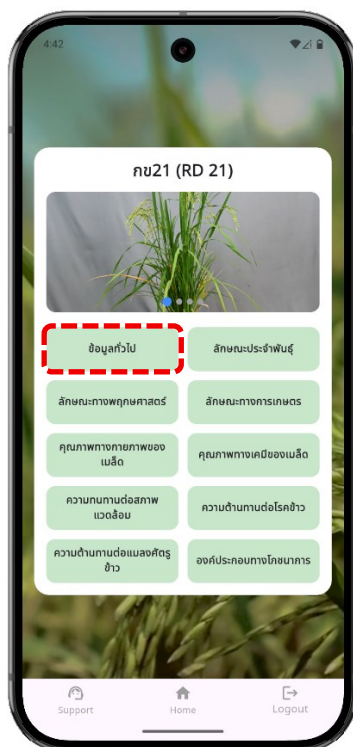 4:42
กข21 (RD 21)
ข้อมูลทั่วไป
ลักษณะประจำพันธุ์
ลักษณะทางพฤกษศาสตร์
ลักษณะทางการเกษตร
คุณภาพทางกายภาพของ
เมล็ด
คุณภาพทางเคมีของเมล็ด
ความทนทานต่อสภาพ
แวดล้อม
ความต้านทานต่อโรคข้าว
ความต้านทานต่อแมลงศัตรู
ข้าว
องค์ประกอบทางโภชนาการ
Support
Home
Logout